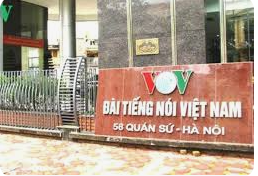 VOV
ĐÀI TIẾNG NÓI VIỆT NAM
58 QUÁN SỨ - HÀ NỘI